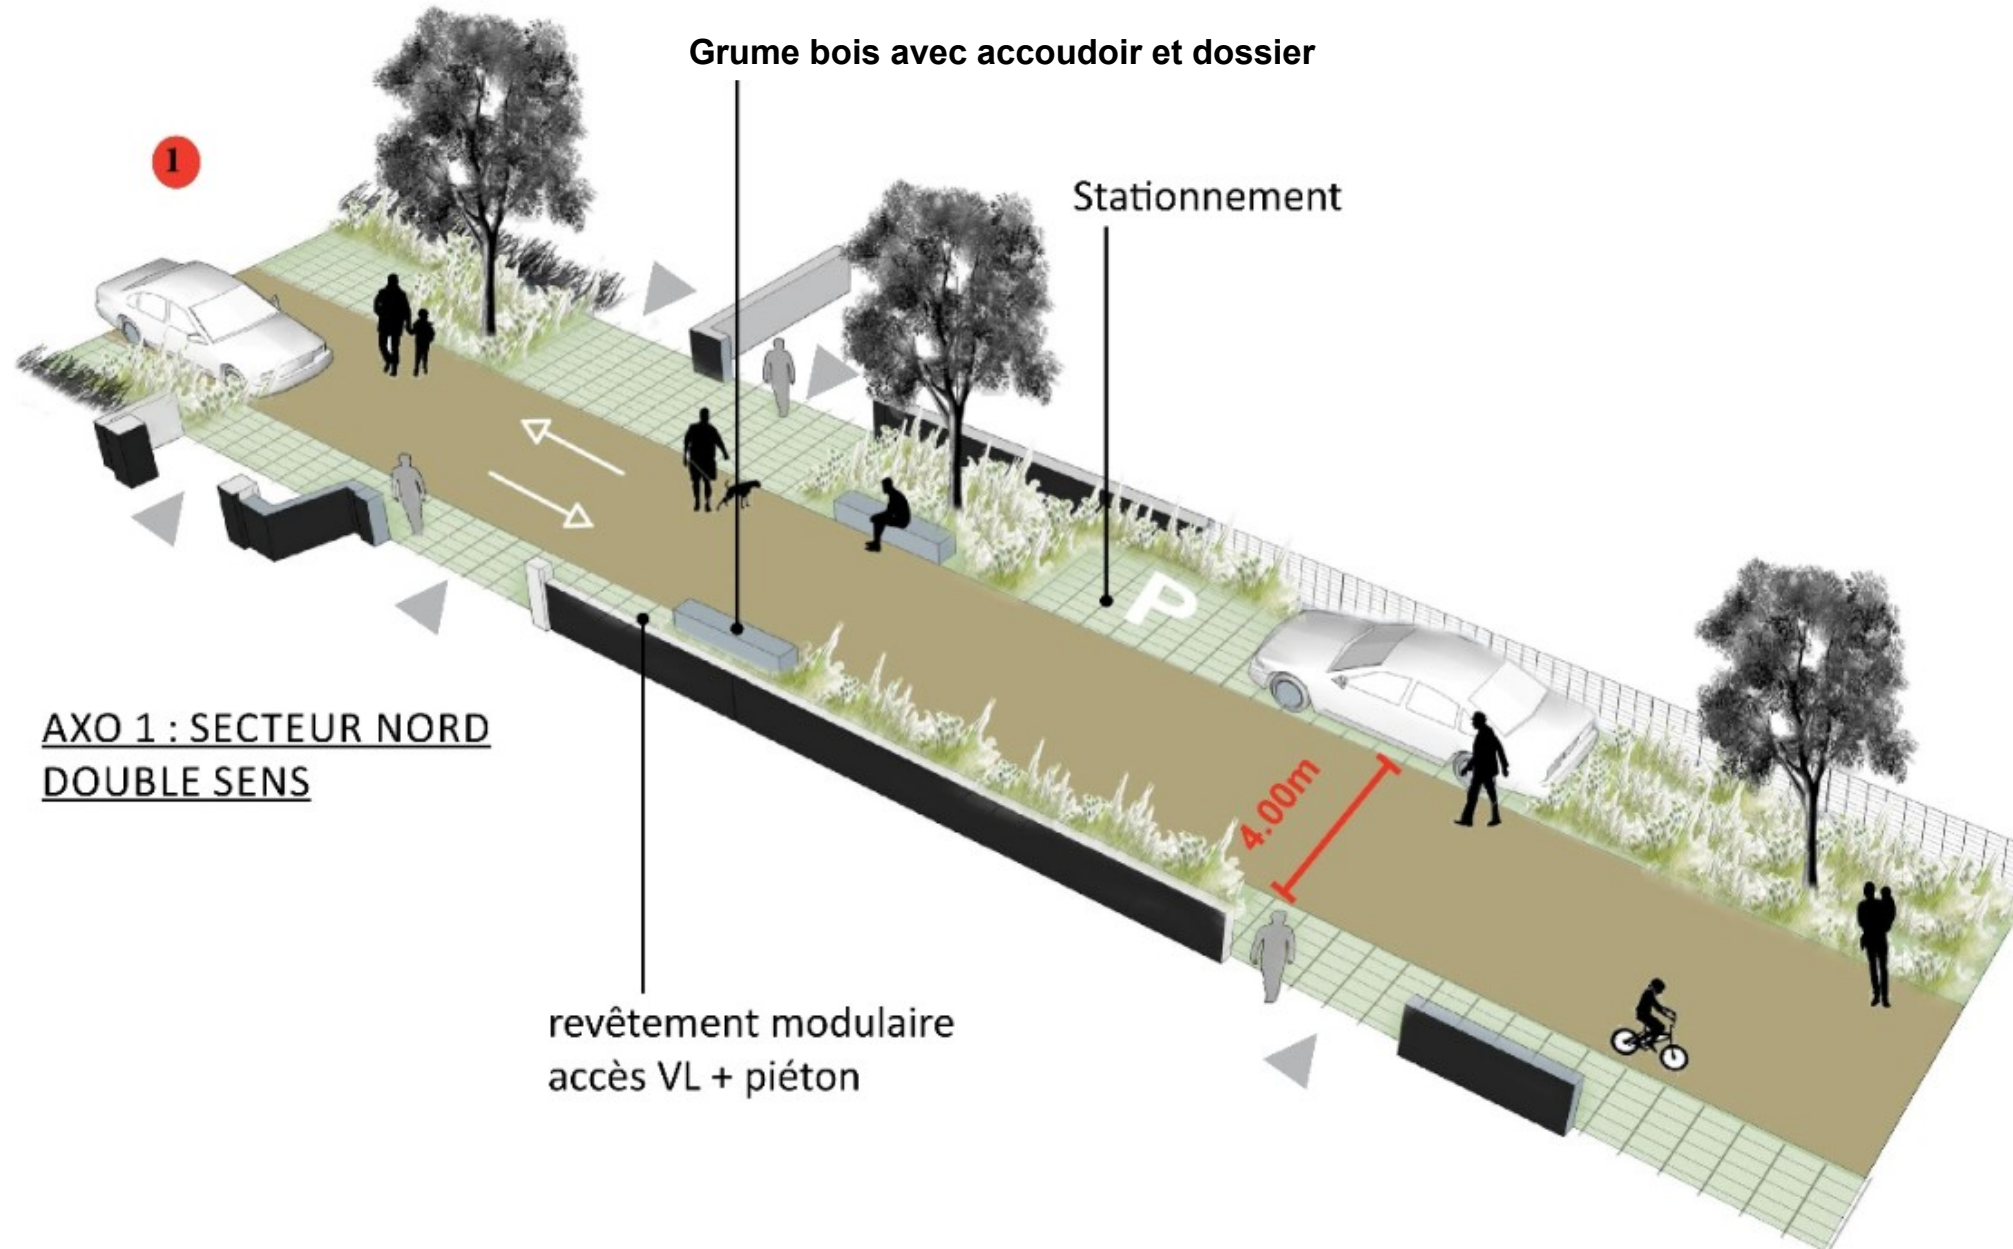 Grume bois avec accoudoir et dossier
1
Stationnement
P
AXO 1 : SECTEUR NORD
DOUBLE SENS
4.00m
revêtement modulaire
accès VL + piéton